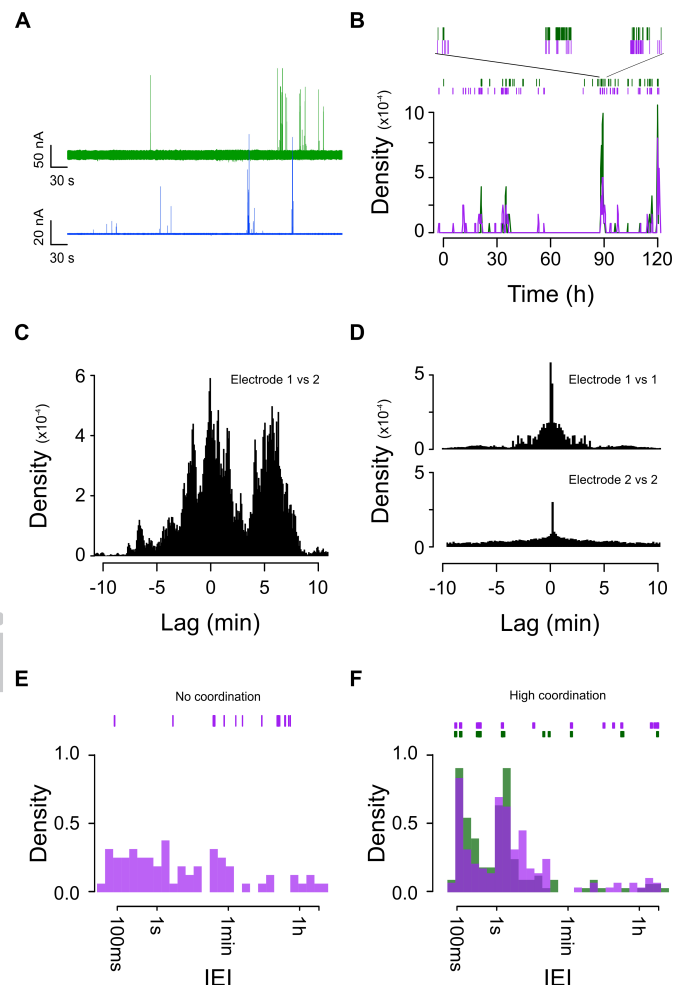 A
50 nA
30 s
20 nA
30 s
B
Density (x10⁻⁴)
10
5
0
0 30 60 90 120
Time (h)
C
Electrode 1 vs 2
Density (x10⁻⁴)
6
4
2
0
-10 -5 0 5 10
Lag (min)
D
Electrode 1 vs 1
5
0
Density (x10⁻⁴)
Electrode 2 vs 2
5
0
-10 -5 0 5 10
Lag (min)
E
No coordination
Density
1.0
0.5
0.0
100ms 1s 1min 1h
IEI
F
High coordination
Density
1.0
0.5
0.0
100ms 1s 1min 1h
IEI